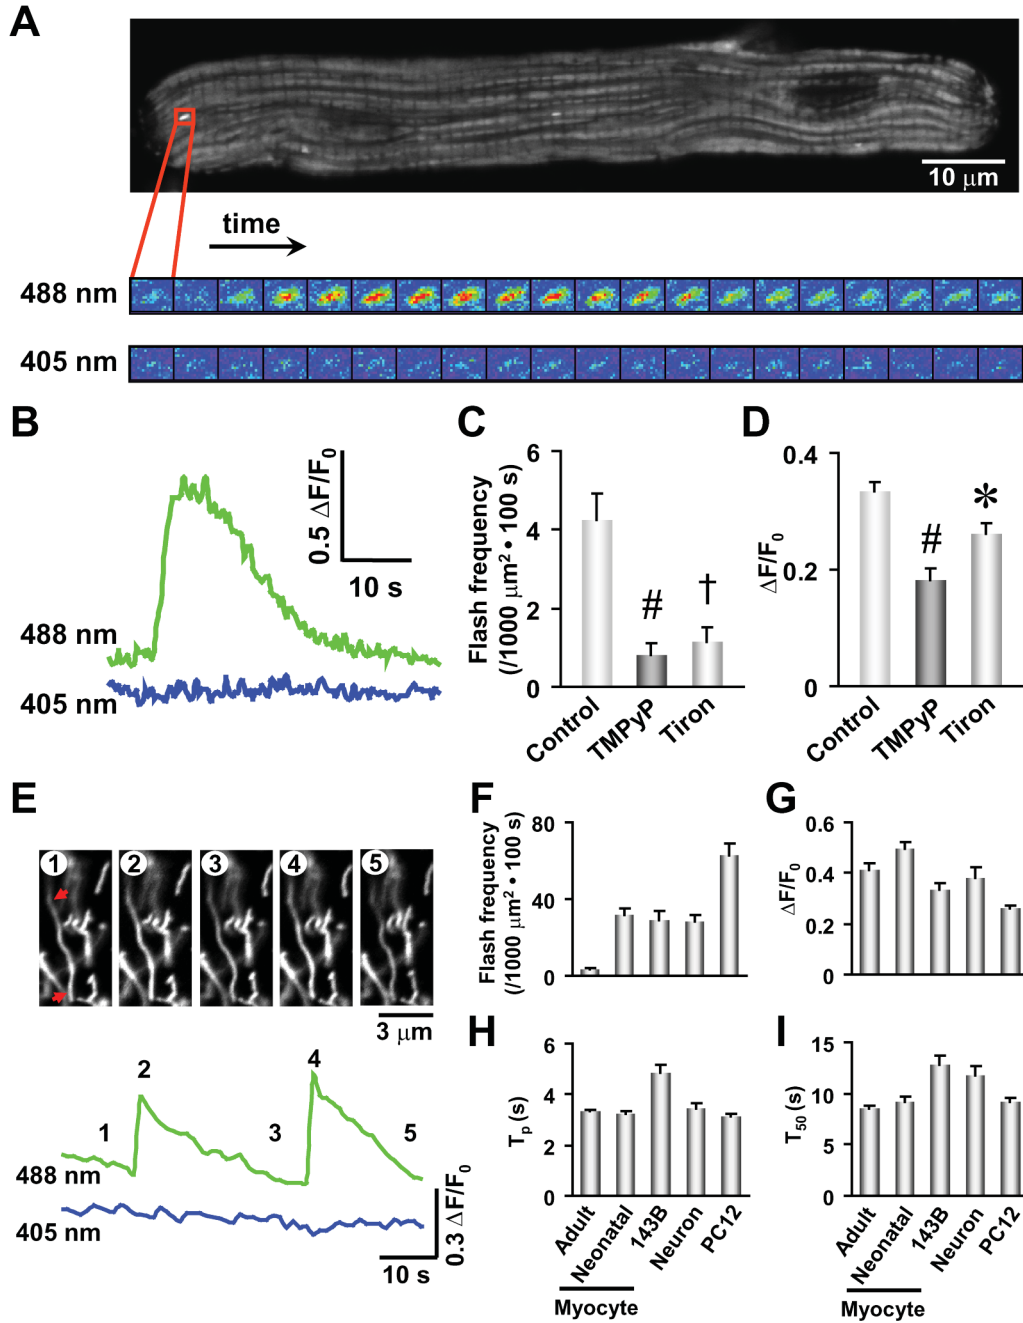 A
10 μm
time
488 nm
405 nm
B
0.5 ΔF/F0
10 s
488 nm
405 nm
C
Flash frequency
(/1000 μm² • 100 s)
6
4
2
0
#
†
Control
TMPyP
Tiron
D
ΔF/F0
0.4
0.2
0
#
*
Control
TMPyP
Tiron
E
1
2
3
4
5
3 μm
1
2
3
4
5
488 nm
405 nm
0.3 ΔF/F0
10 s
F
Flash frequency
(/1000 μm² • 100 s)
80
40
0
G
ΔF/F0
0.6
0.4
0.2
0
H
Tp (s)
6
4
2
0
Adult
Neonatal
143B
Neuron
PC12
Myocyte
I
T50 (s)
15
10
5
0
Adult
Neonatal
143B
Neuron
PC12
Myocyte